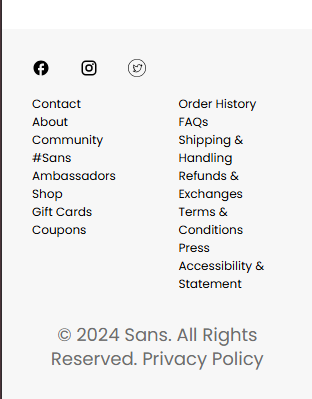 Contact
About
Community
#Sans
Ambassadors
Shop
Gift Cards
Coupons
Order History
FAQs
Shipping &
Handling
Refunds &
Exchanges
Terms &
Conditions
Press
Accessibility &
Statement
© 2024 Sans. All Rights
Reserved. Privacy Policy